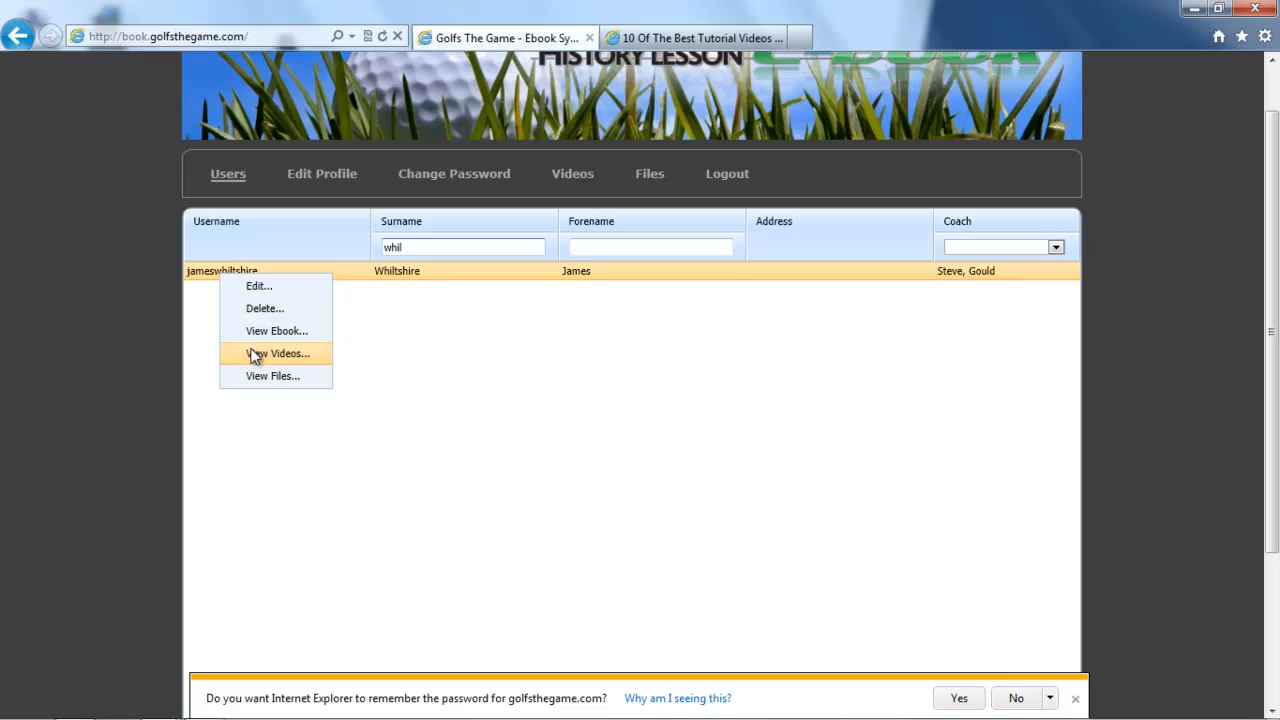 http://book.golfsthegame.com/
Golfs The Game - Ebook Sy...
10 Of The Best Tutorial Videos ...
HISTORY LESSON
Users
Edit Profile
Change Password
Videos
Files
Logout
Username
Surname
Forename
Address
Coach
whil
jameswhiltshire
Whiltshire
James
Steve, Gould
Edit...
Delete...
View Ebook...
View Videos...
View Files...
Do you want Internet Explorer to remember the password for golfsthegame.com?
Why am I seeing this?
Yes
No